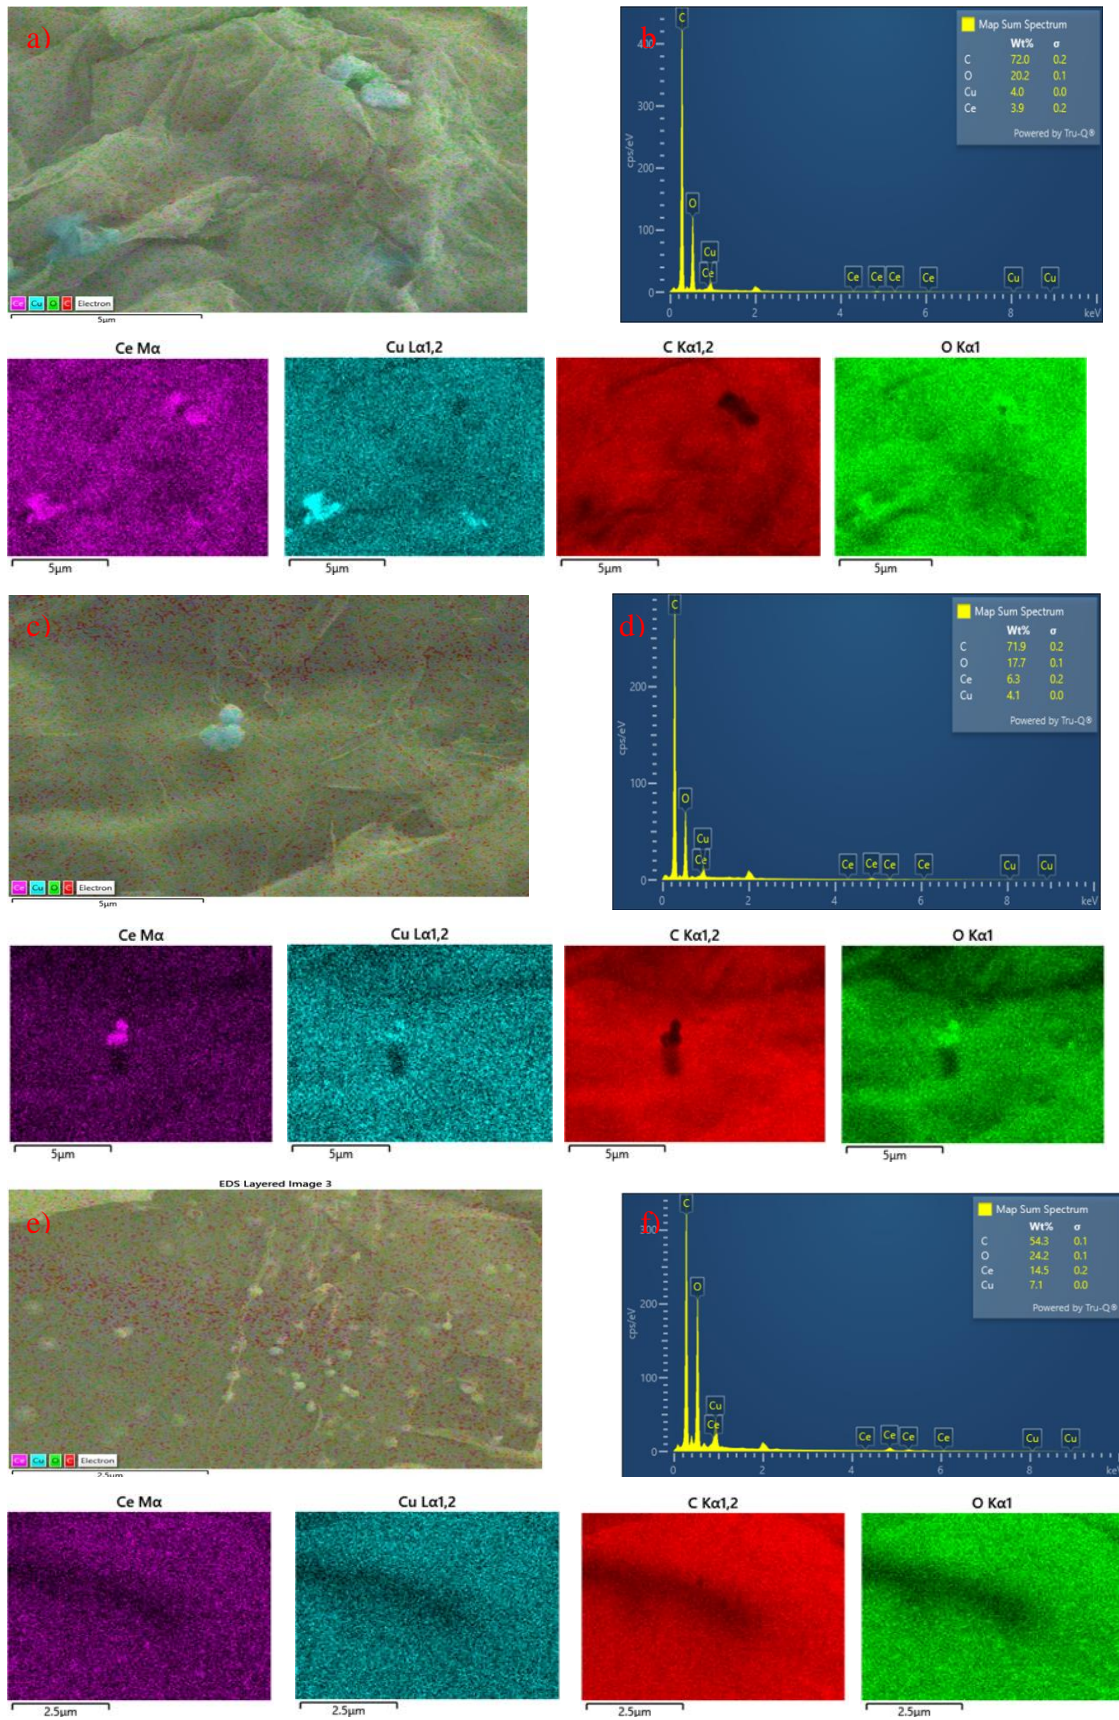 a)
Ce Cu O C Electron
5μm
b
Map Sum Spectrum
Wt% σ
C 72.0 0.2
O 20.2 0.1
Cu 4.0 0.0
Ce 3.9 0.2
Powered by Tru-Q®
cps/eV
400
300
200
100
0
C
O
Cu
Ce
Ce Ce Ce Ce Cu Cu
0 2 4 6 8 keV
Ce Mα Cu Lα1,2 C Kα1,2 O Kα1
5μm 5μm 5μm 5μm
c)
Ce Cu O C Electron
5μm
d)
Map Sum Spectrum
Wt% σ
C 71.9 0.2
O 17.7 0.1
Ce 6.3 0.2
Cu 4.1 0.0
Powered by Tru-Q®
cps/eV
200
100
0
C
O
Cu
Ce
Ce Ce Ce Ce Cu Cu
0 2 4 6 8 keV
Ce Mα Cu Lα1,2 C Kα1,2 O Kα1
5μm 5μm 5μm 5μm
EDS Layered Image 3
e)
Ce Cu O C Electron
2.5μm
f)
Map Sum Spectrum
Wt% σ
C 54.3 0.1
O 24.2 0.1
Ce 14.5 0.2
Cu 7.1 0.0
Powered by Tru-Q®
cps/eV
300
200
100
0
C
O
Cu
Ce
Ce Ce Ce Ce Cu Cu
0 2 4 6 8 keV
Ce Mα Cu Lα1,2 C Kα1,2 O Kα1
2.5μm 2.5μm 2.5μm 2.5μm